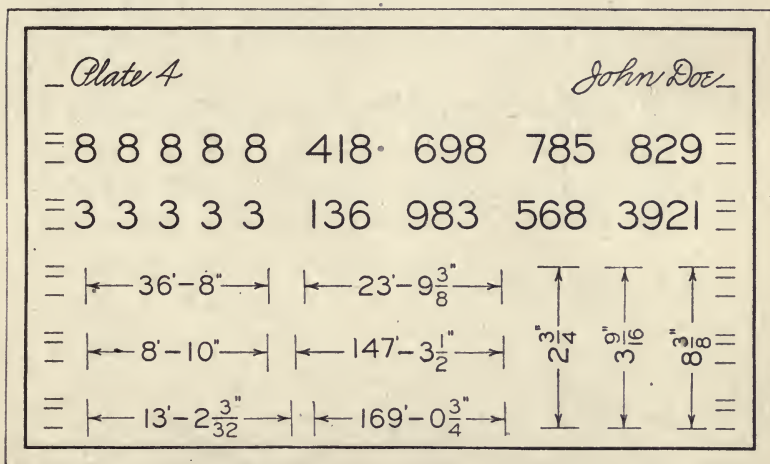 Plate 4 John Doe
8 8 8 8 8 418 698 785 829
3 3 3 3 3 136 983 568 3921
36'-8" 23'-9 3/8"
8'-10" 147'-3 1/2"
13'-2 3/32" 169'-0 3/4"
2 3/4"
3 9/16"
8 3/8"